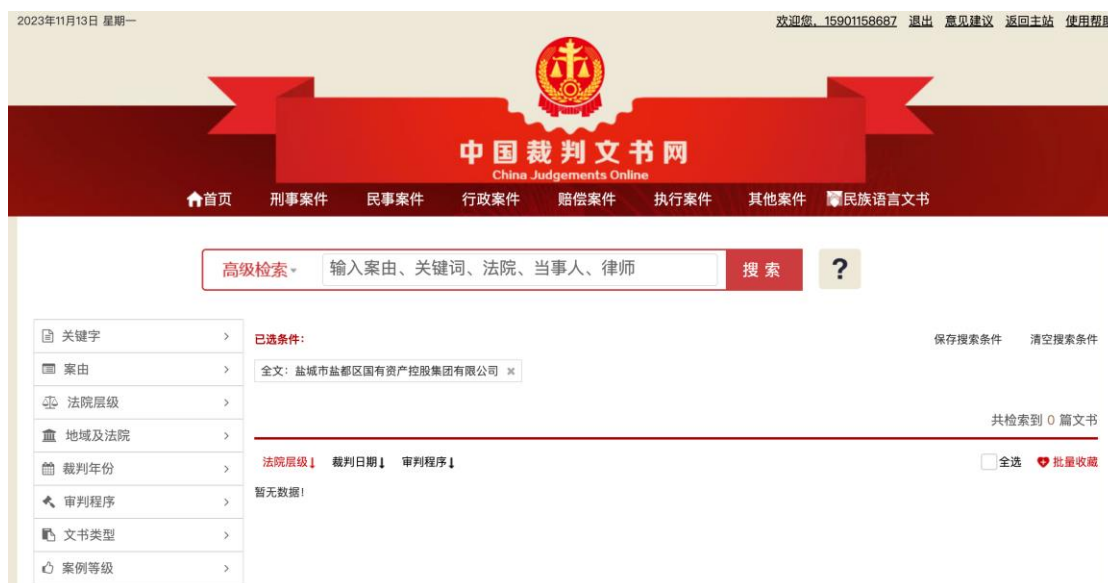 2023年11月13日 星期一
欢迎您，15901158687 退出 意见建议 返回主站 使用帮助
中国裁判文书网
China Judgements Online
首页 刑事案件 民事案件 行政案件 赔偿案件 执行案件 其他案件 民族语言文书
高级检索 输入案由、关键词、法院、当事人、律师 搜索 ?
关键字
案由
法院层级
地域及法院
裁判年份
审判程序
文书类型
案例等级
已选条件：
保存搜索条件 清空搜索条件
全文：盐城市盐都区国有资产控股集团有限公司 ×
共检索到 0 篇文书
法院层级↓ 裁判日期↓ 审判程序↓
全选 批量收藏
暂无数据！